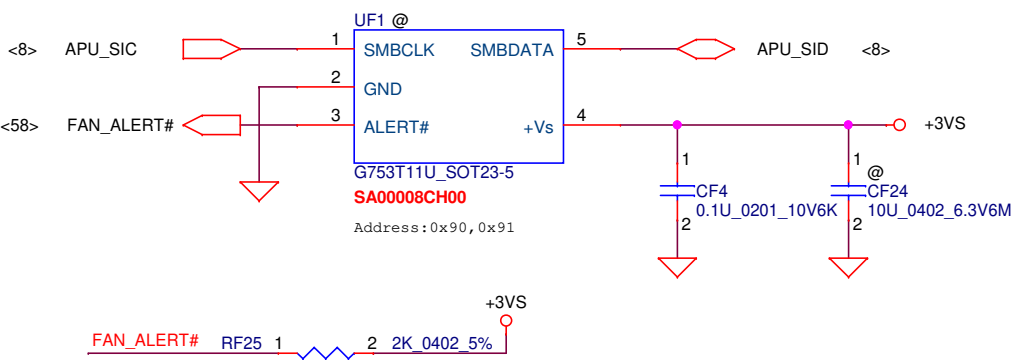 UF1 @
<8> APU_SIC 1 SMBCLK SMBDATA 5 APU_SID <8>
2 GND
<58> FAN_ALERT# 3 ALERT# +Vs 4 +3VS
G753T11U_SOT23-5
SA00008CH00
Address:0x90,0x91
1 CF4 0.1U_0201_10V6K 2
1 @ CF24 10U_0402_6.3V6M 2
+3VS
FAN_ALERT# RF25 1 2 2K_0402_5%